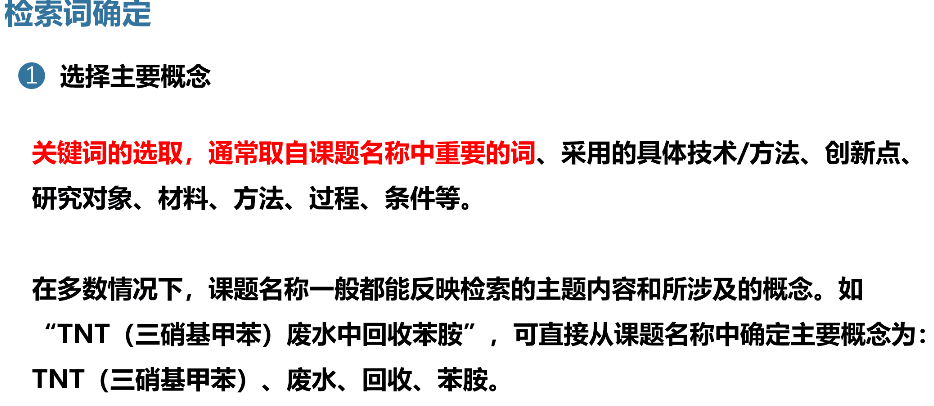 检索词确定
1 选择主要概念
关键词的选取，通常取自课题名称中重要的词、采用的具体技术/方法、创新点、
研究对象、材料、方法、过程、条件等。
在多数情况下，课题名称一般都能反映检索的主题内容和所涉及的概念。如
“TNT（三硝基甲苯）废水中回收苯胺”，可直接从课题名称中确定主要概念为：
TNT（三硝基甲苯）、废水、回收、苯胺。